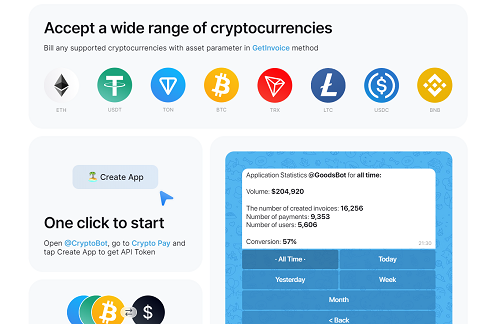 Accept a wide range of cryptocurrencies
Bill any supported cryptocurrencies with asset parameter in GetInvoice method
ETH
USDT
TON
BTC
TRX
LTC
USDC
BNB
Create App
One click to start
Open @CryptoBot, go to Crypto Pay and
tap Create App to get API Token
Application Statistics @GoodsBot for all time:
Volume: $204,920
The number of created invoices: 16,256
Number of payments: 9,353
Number of users: 5,606
Conversion: 57%
21:30
· All Time ·
Today
Yesterday
Week
Month
< Back